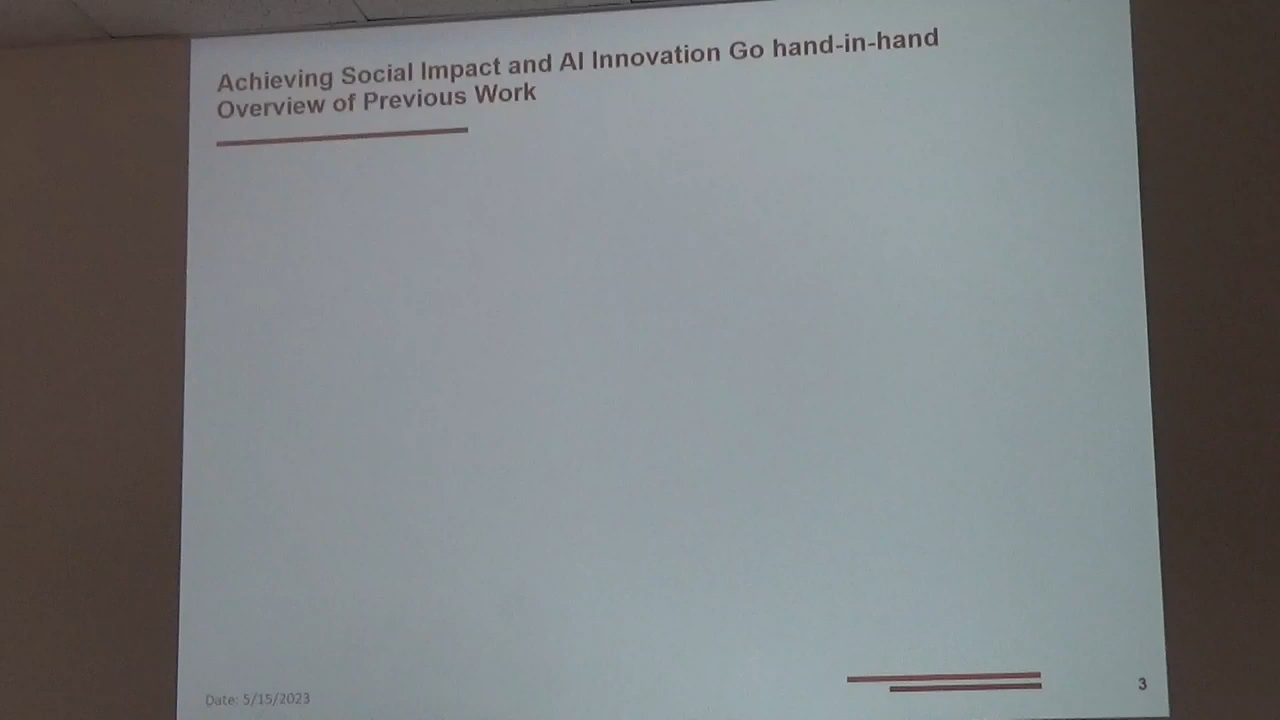 Achieving Social Impact and AI Innovation Go hand-in-hand
Overview of Previous Work
Date: 5/15/2023
3